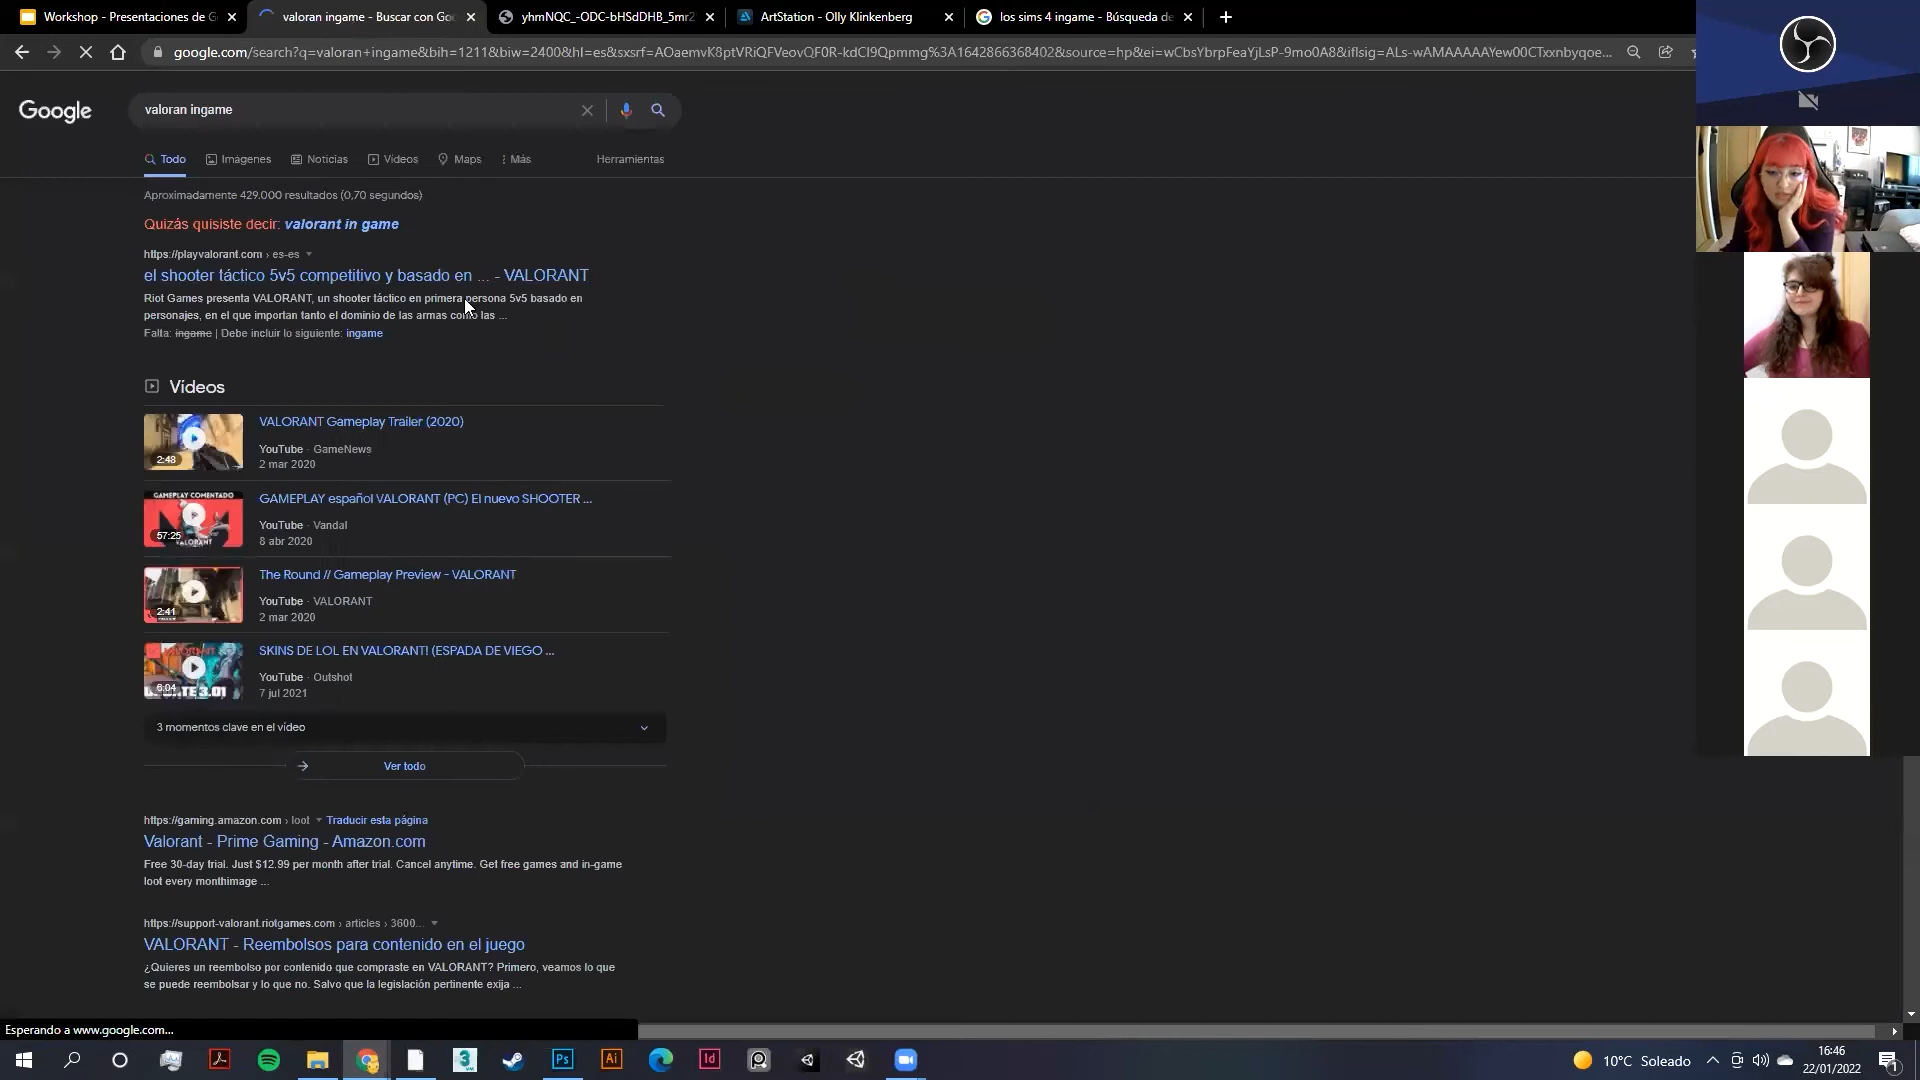 Workshop - Presentaciones de G
valoran ingame - Buscar con Goo
yhmNQC_-ODC-bHSdDHB_5mr2
ArtStation - Olly Klinkenberg
los sims 4 ingame - Búsqueda de
google.com/search?q=valoran+ingame&bih=1211&biw=2400&hl=es&sxsrf=AOaemvK8ptVRiQFVeovQF0R-kdCl9Qpmmg%3A1642866368402&source=hp&ei=wCbsYbrpFeaYjLsP-9mo0A8&iflsig=ALs-wAMAAAAAYew00CTxxnbyqoe...
Google
valoran ingame
Todo
Imágenes
Noticias
Vídeos
Maps
Más
Herramientas
Aproximadamente 429.000 resultados (0,70 segundos)
Quizás quisiste decir: valorant in game
https://playvalorant.com › es-es
el shooter táctico 5v5 competitivo y basado en ... - VALORANT
Riot Games presenta VALORANT, un shooter táctico en primera persona 5v5 basado en
personajes, en el que importan tanto el dominio de las armas como las ...
Falta: ingame | Debe incluir lo siguiente: ingame
Vídeos
VALORANT Gameplay Trailer (2020)
YouTube · GameNews
2:48
2 mar 2020
GAMEPLAY COMENTADO
GAMEPLAY español VALORANT (PC) El nuevo SHOOTER ...
YouTube · Vandal
57:25
VALORANT
8 abr 2020
The Round // Gameplay Preview - VALORANT
YouTube · VALORANT
2:41
2 mar 2020
SKINS DE LOL EN VALORANT! (ESPADA DE VIEGO ...
YouTube · Outshot
6:04
7 jul 2021
3 momentos clave en el vídeo
Ver todo
https://gaming.amazon.com › loot
Traducir esta página
Valorant - Prime Gaming - Amazon.com
Free 30-day trial. Just $12.99 per month after trial. Cancel anytime. Get free games and in-game
loot every monthimage ...
https://support-valorant.riotgames.com › articles › 3600...
VALORANT - Reembolsos para contenido en el juego
¿Quieres un reembolso por contenido que compraste en VALORANT? Primero, veamos lo que
se puede reembolsar y lo que no. Salvo que la legislación pertinente exija ...
Esperando a www.google.com...
3
Ps
Ai
Id
10°C Soleado
16:46
22/01/2022
1